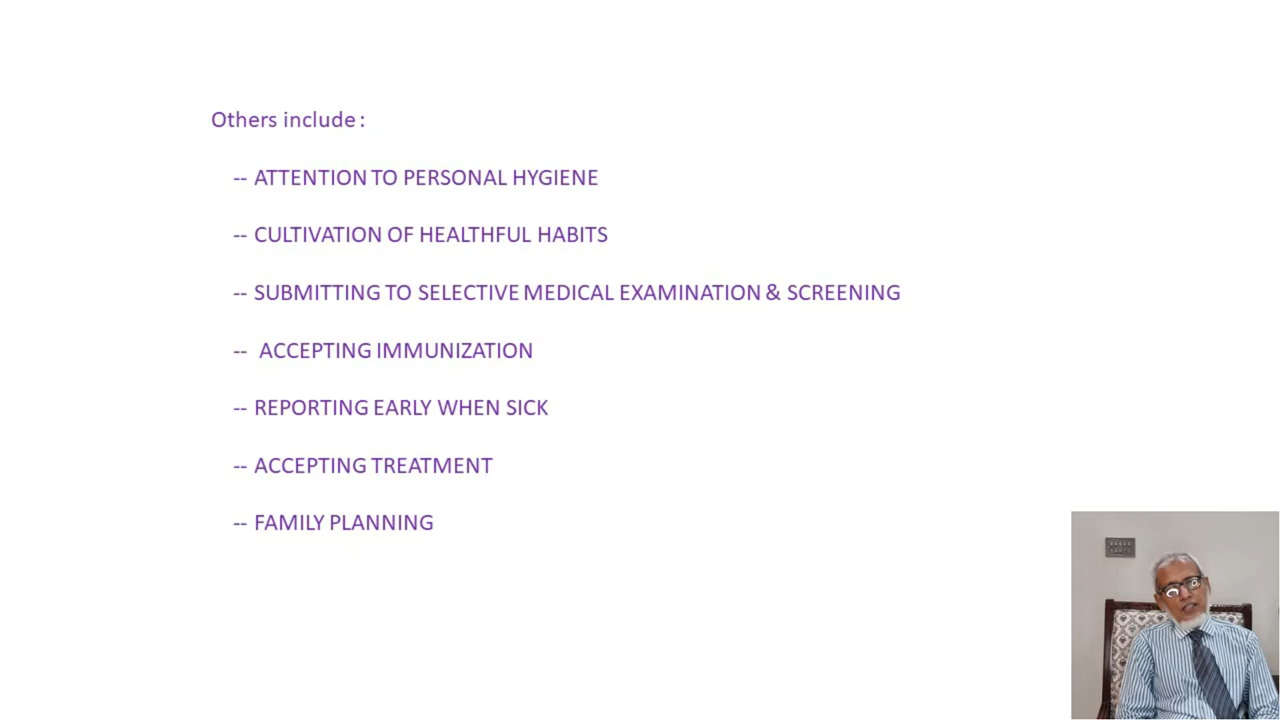 Others include :
-- ATTENTION TO PERSONAL HYGIENE
-- CULTIVATION OF HEALTHFUL HABITS
-- SUBMITTING TO SELECTIVE MEDICAL EXAMINATION & SCREENING
-- ACCEPTING IMMUNIZATION
-- REPORTING EARLY WHEN SICK
-- ACCEPTING TREATMENT
-- FAMILY PLANNING